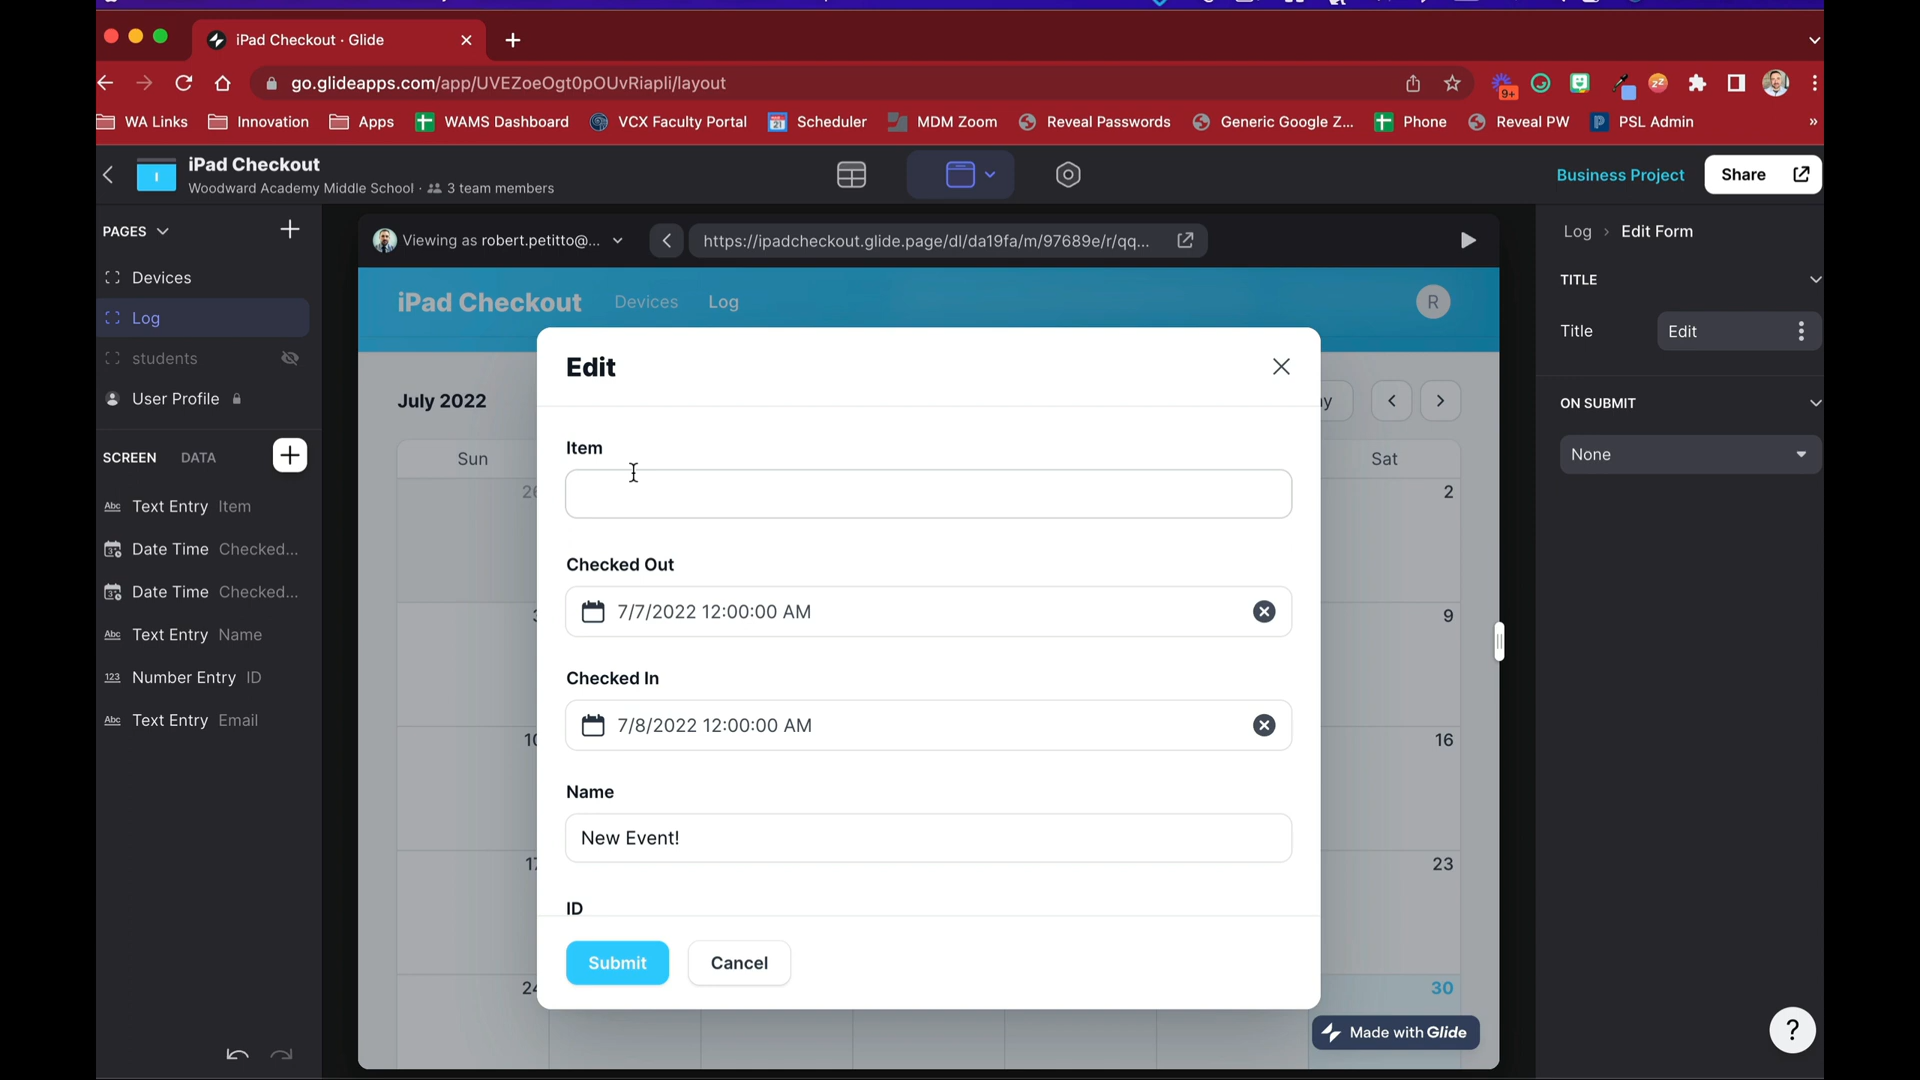 iPad Checkout · Glide
go.glideapps.com/app/UVEZoeOgt0pOUvRiapli/layout
9+
WA Links
Innovation
Apps
WAMS Dashboard
VCX Faculty Portal
Scheduler
MDM Zoom
Reveal Passwords
Generic Google Z...
Phone
Reveal PW
PSL Admin
»
I
iPad Checkout
Woodward Academy Middle School · 3 team members
Business Project
Share
PAGES
Devices
Log
students
User Profile
SCREEN
DATA
Text Entry Item
Date Time Checked...
Date Time Checked...
Text Entry Name
123 Number Entry ID
Text Entry Email
Viewing as robert.petitto@...
https://ipadcheckout.glide.page/dl/da19fa/m/97689e/r/qq...
iPad Checkout
Devices
Log
R
July 2022
Sun
Sat
2
9
16
23
30
Edit
Item
Checked Out
7/7/2022 12:00:00 AM
Checked In
7/8/2022 12:00:00 AM
Name
New Event!
ID
Submit
Cancel
Made with Glide
Log › Edit Form
TITLE
Title
Edit
ON SUBMIT
None
?